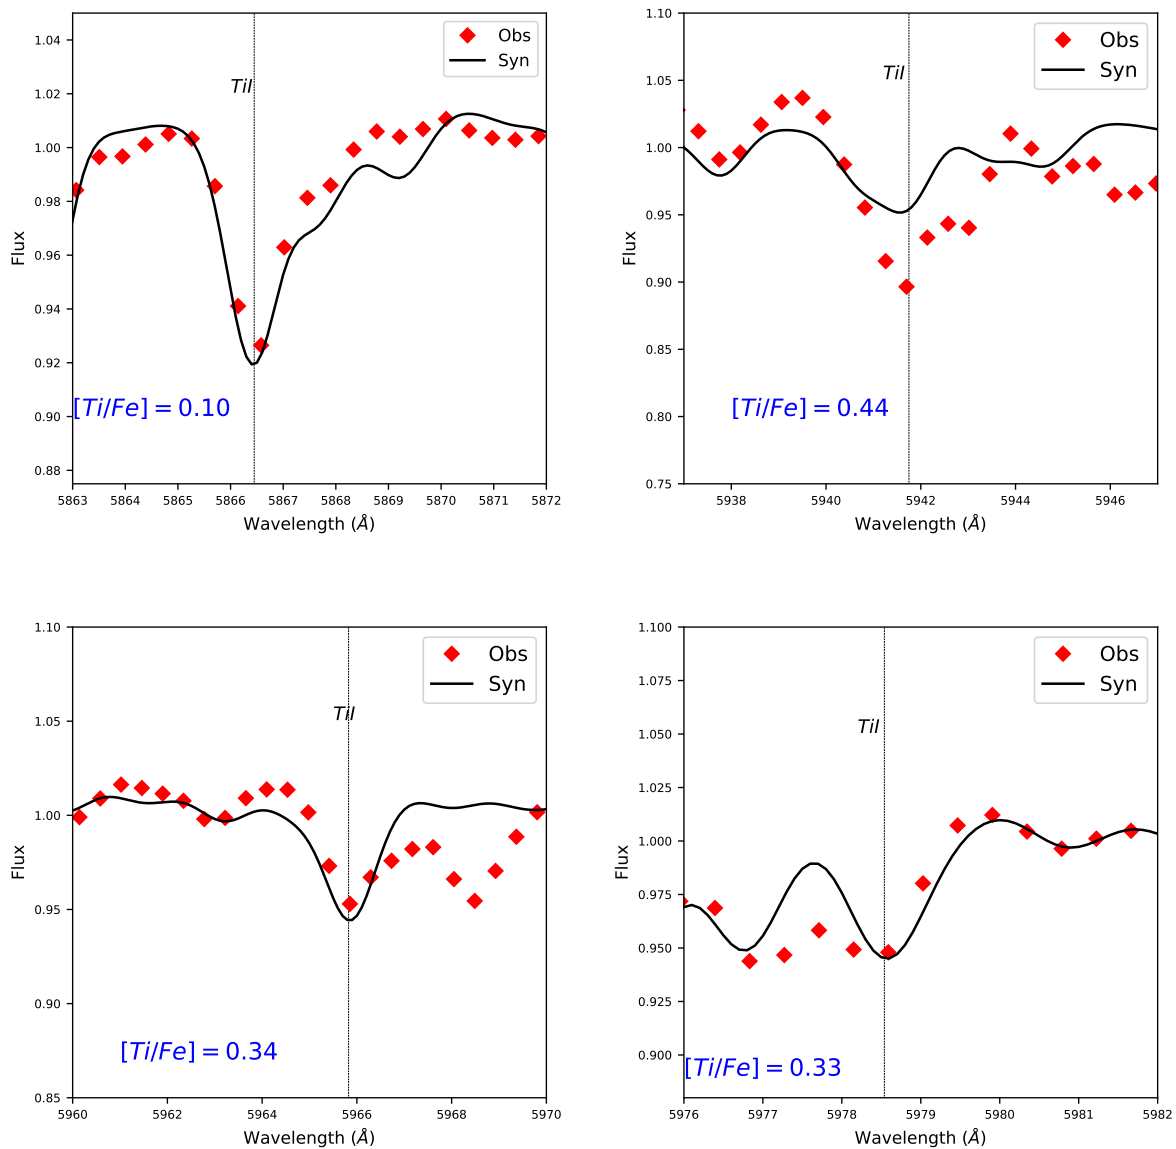 1.04
1.02
1.00
0.98
0.96
0.94
0.92
0.90
0.88
Flux
TiI
Obs
Syn
[Ti/Fe] = 0.10
5863 5864 5865 5866 5867 5868 5869 5870 5871 5872
Wavelength (Å)
1.10
1.05
1.00
0.95
0.90
0.85
0.80
0.75
Flux
TiI
Obs
Syn
[Ti/Fe] = 0.44
5938 5940 5942 5944 5946
Wavelength (Å)
1.10
1.05
1.00
0.95
0.90
0.85
Flux
TiI
Obs
Syn
[Ti/Fe] = 0.34
5960 5962 5964 5966 5968 5970
Wavelength (Å)
1.100
1.075
1.050
1.025
1.000
0.975
0.950
0.925
0.900
Flux
TiI
Obs
Syn
[Ti/Fe] = 0.33
5976 5977 5978 5979 5980 5981 5982
Wavelength (Å)